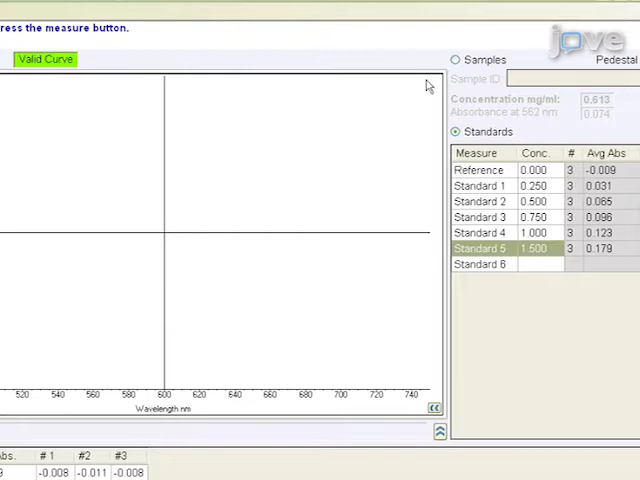 ress the measure button.
jove
Valid Curve
Samples Pedestal
Sample ID:
Concentration mg/ml: 0.613
Absorbance at 562 nm 0.074
Standards
Measure Conc. # Avg Abs
Reference 0.000 3 -0.009
Standard 1 0.250 3 0.031
Standard 2 0.500 3 0.065
Standard 3 0.750 3 0.096
Standard 4 1.000 3 0.123
Standard 5 1.500 3 0.179
Standard 6
520 540 560 580 600 620 640 660 680 700 720 740
Wavelength nm
bs. # 1 #2 #3
9 -0.008 -0.011 -0.008